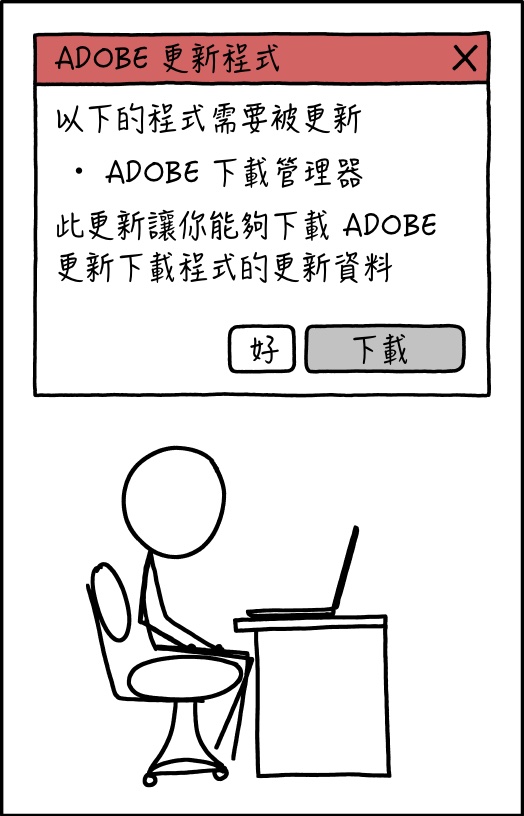 ADOBE 更新程式
以下的程式需要被更新
• ADOBE 下載管理器
此更新讓你能夠下載 ADOBE
更新下載程式的更新資料
好 下載